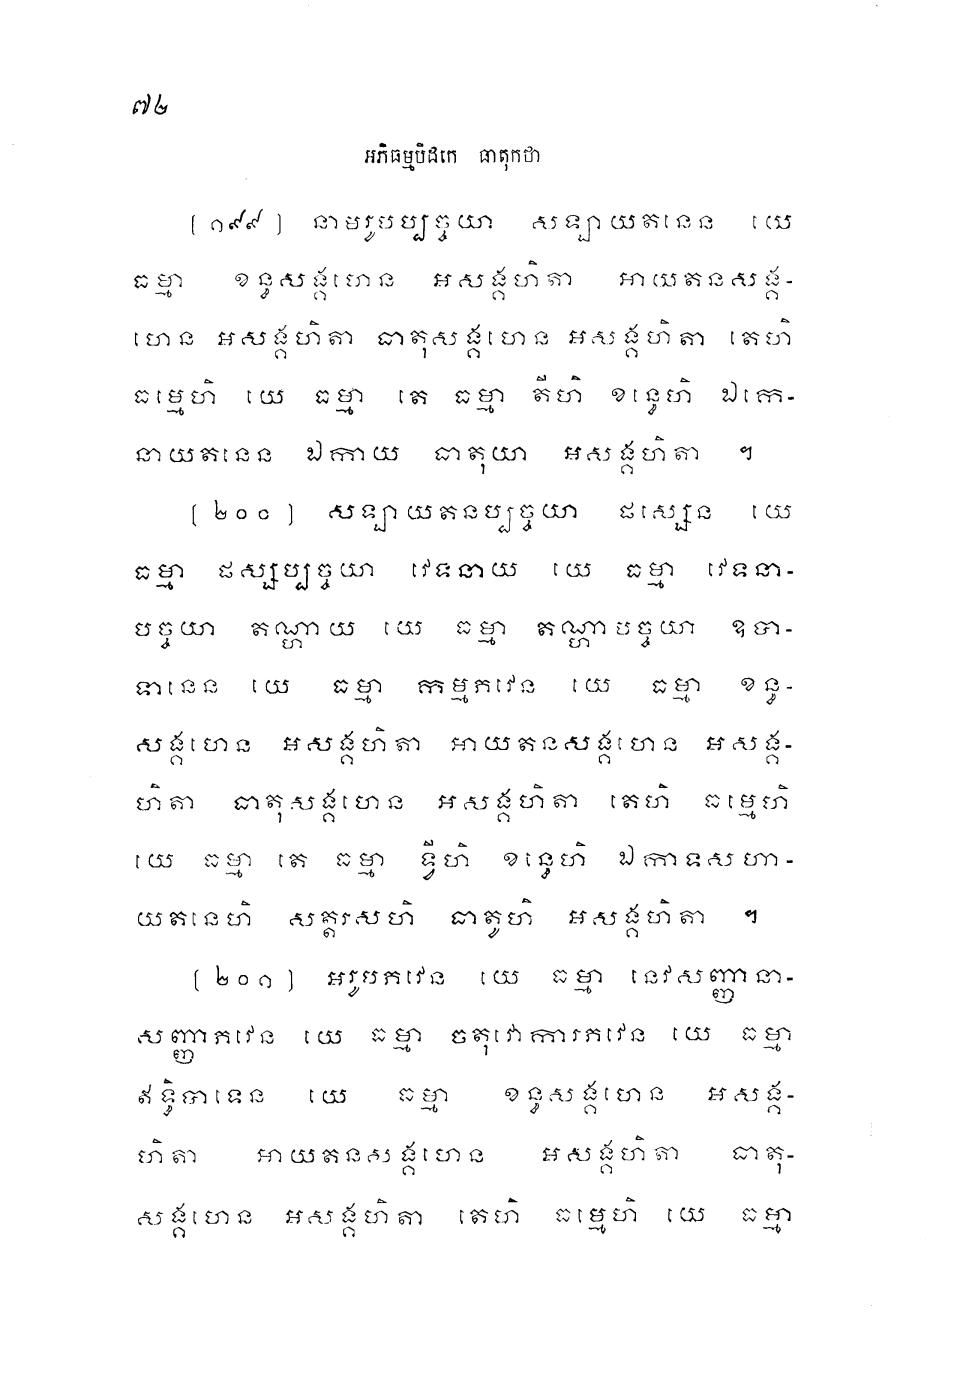 ៧២
អភិធម្មបិដកេ ធាតុកថា
(១៩៩) នាមរូបប្បច្ចយា សឡាយតនេន យេ
ធម្មា ខន្ធសង្គហេន អសង្គហិតា អាយតនសង្គ-
ហេន អសង្គហិតា ធាតុសង្គហេន អសង្គហិតា តេហិ
ធម្មេហិ យេ ធម្មា តេ ធម្មា តីហិ ខន្ធេហិ ឯកេ-
នាយតនេន ឯកាយ ធាតុយា អសង្គហិតា ។
(២០០) សឡាយតនប្បច្ចយា ផស្សេន យេ
ធម្មា ផស្សប្បច្ចយា វេទនាយ យេ ធម្មា វេទនា-
បច្ចយា តណ្ហាយ យេ ធម្មា តណ្ហាបច្ចយា ឧបា-
ទានេន យេ ធម្មា កម្មភវេន យេ ធម្មា ខន្ធ-
សង្គហេន អសង្គហិតា អាយតនសង្គហេន អសង្គ-
ហិតា ធាតុសង្គហេន អសង្គហិតា តេហិ ធម្មេហិ
យេ ធម្មា តេ ធម្មា ទ្វីហិ ខន្ធេហិ ឯកាទសហា-
យតនេហិ សត្តរសហិ ធាតូហិ អសង្គហិតា ។
(២០១) អរូបភវេន យេ ធម្មា នេវសញ្ញានា-
សញ្ញាភវេន យេ ធម្មា ចតុវោការភវេន យេ ធម្មា
ឥទ្ធិបាទេន យេ ធម្មា ខន្ធសង្គហេន អសង្គ-
ហិតា អាយតនសង្គហេន អសង្គហិតា ធាតុ-
សង្គហេន អសង្គហិតា តេហិ ធម្មេហិ យេ ធម្មា